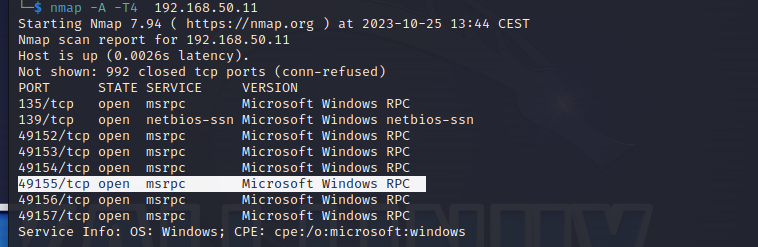 └─$ nmap -A -T4  192.168.50.11
Starting Nmap 7.94 ( https://nmap.org ) at 2023-10-25 13:44 CEST
Nmap scan report for 192.168.50.11
Host is up (0.0026s latency).
Not shown: 992 closed tcp ports (conn-refused)
PORT      STATE SERVICE     VERSION
135/tcp   open  msrpc       Microsoft Windows RPC
139/tcp   open  netbios-ssn Microsoft Windows netbios-ssn
49152/tcp open  msrpc       Microsoft Windows RPC
49153/tcp open  msrpc       Microsoft Windows RPC
49154/tcp open  msrpc       Microsoft Windows RPC
49155/tcp open  msrpc       Microsoft Windows RPC
49156/tcp open  msrpc       Microsoft Windows RPC
49157/tcp open  msrpc       Microsoft Windows RPC
Service Info: OS: Windows; CPE: cpe:/o:microsoft:windows